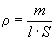 ρ = m / (l · S)